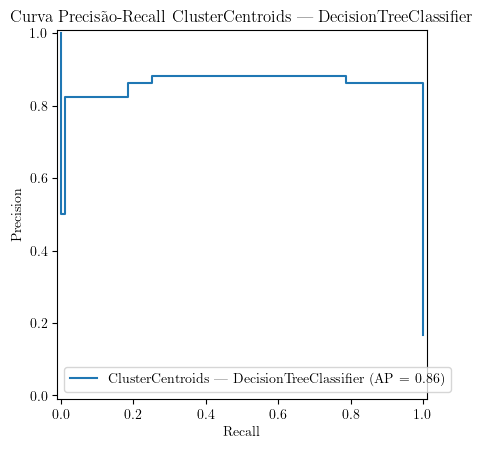 Curva Precisão-Recall ClusterCentroids — DecisionTreeClassifier
1.0
0.8
0.6
0.4
0.2
0.0
Precision
ClusterCentroids — DecisionTreeClassifier (AP = 0.86)
0.0 0.2 0.4 0.6 0.8 1.0
Recall